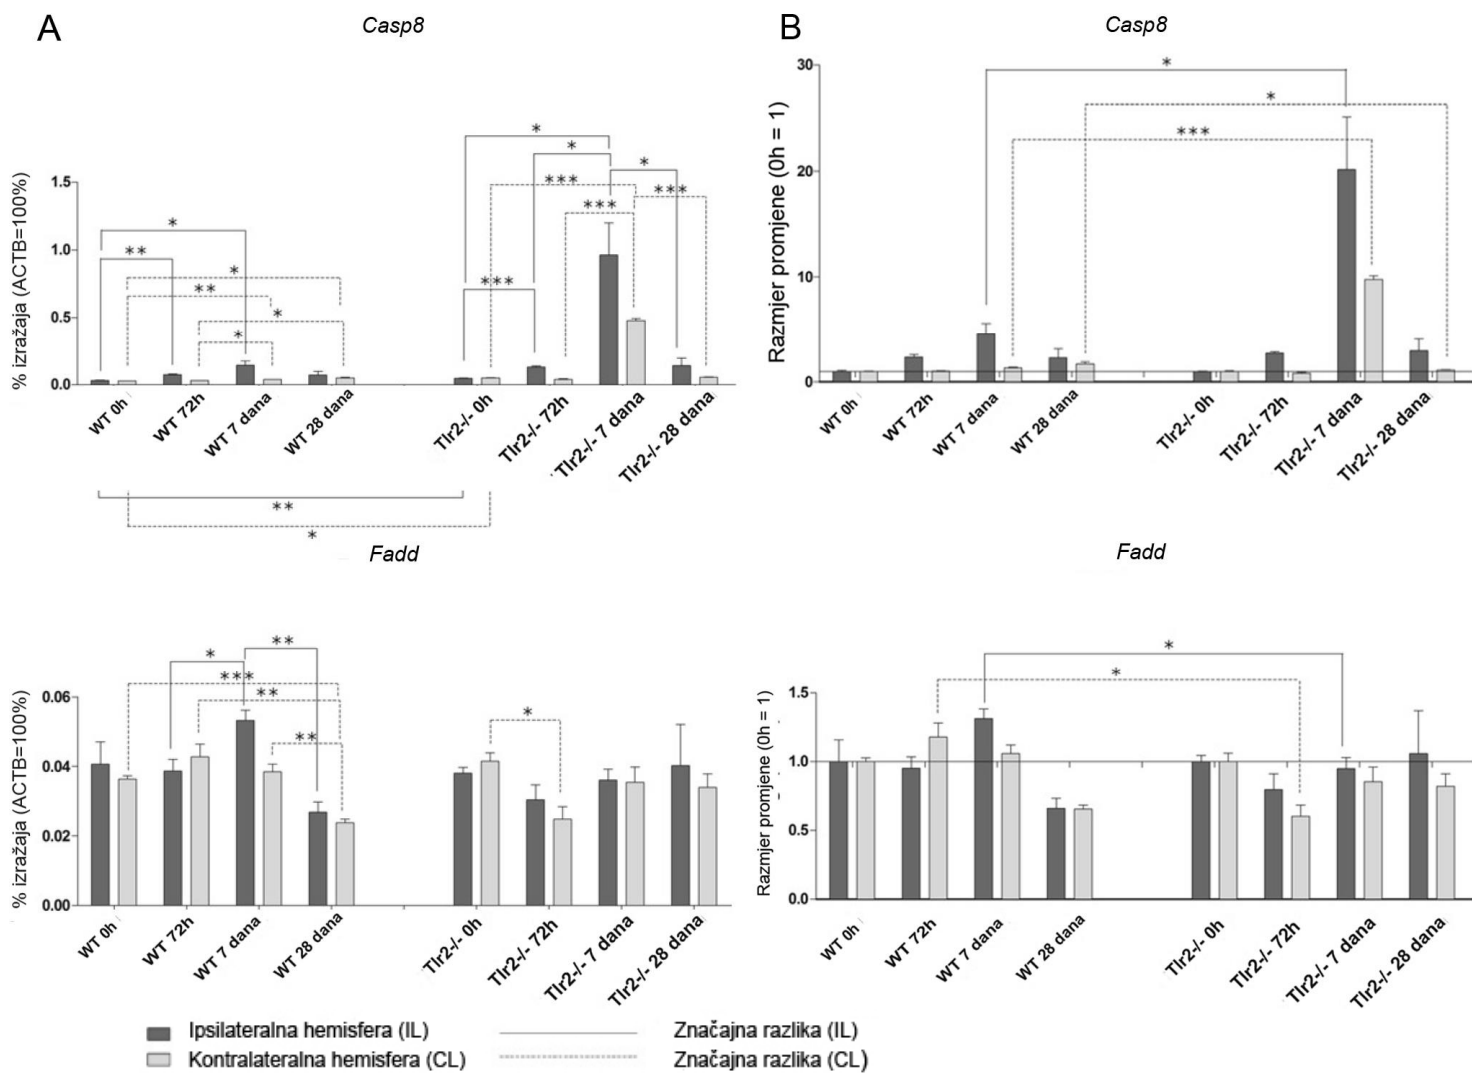 A
Casp8
% izražaja (ACTB=100%)
1.5
1.0
0.5
0.0
*
**
*
**
*
*
*
*
*
***
***
***
***
WT 0h
WT 72h
WT 7 dana
WT 28 dana
Tlr2-/- 0h
Tlr2-/- 72h
Tlr2-/- 7 dana
Tlr2-/- 28 dana
**
*
B
Casp8
Razmjer promjene (0h = 1)
30
20
10
0
*
*
***
WT 0h
WT 72h
WT 7 dana
WT 28 dana
Tlr2-/- 0h
Tlr2-/- 72h
Tlr2-/- 7 dana
Tlr2-/- 28 dana
Fadd
% izražaja (ACTB=100%)
0.06
0.04
0.02
0.00
**
*
***
**
**
*
WT 0h
WT 72h
WT 7 dana
WT 28 dana
Tlr2-/- 0h
Tlr2-/- 72h
Tlr2-/- 7 dana
Tlr2-/- 28 dana
Fadd
Razmjer promjene (0h = 1)
1.5
1.0
0.5
0.0
*
*
WT 0h
WT 72h
WT 7 dana
WT 28 dana
Tlr2-/- 0h
Tlr2-/- 72h
Tlr2-/- 7 dana
Tlr2-/- 28 dana
Ipsilateralna hemisfera (IL)
Značajna razlika (IL)
Kontralateralna hemisfera (CL)
Značajna razlika (CL)